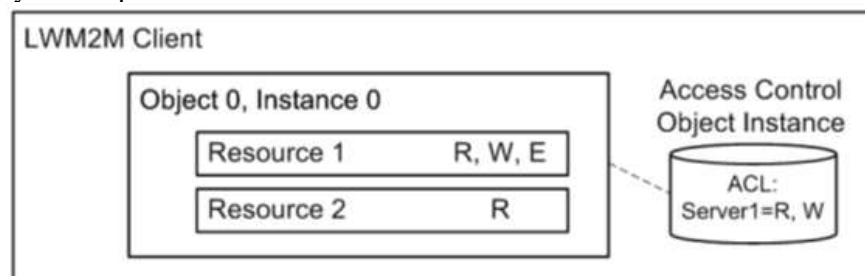 LWM2M Client
Object 0, Instance 0
Resource 1 R, W, E
Resource 2 R
Access Control
Object Instance
ACL:
Server1=R, W